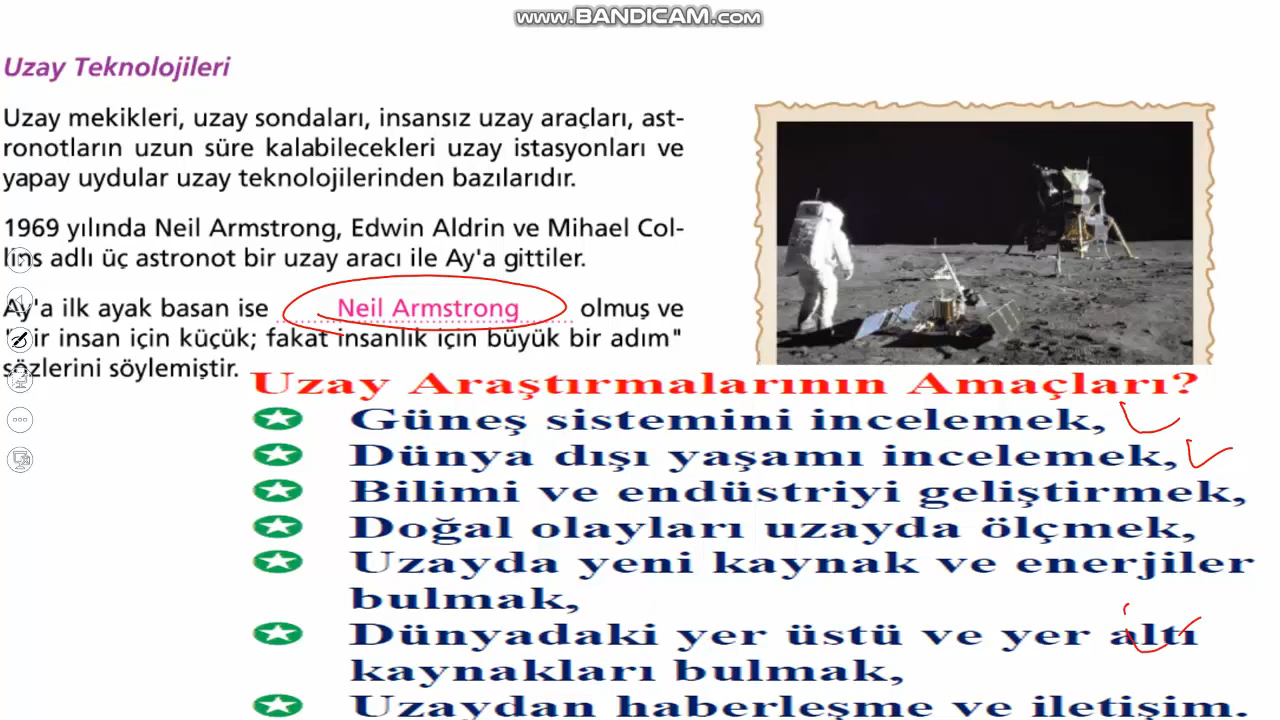 www.BANDICAM.com
Uzay Teknolojileri
Uzay mekikleri, uzay sondaları, insansız uzay araçları, ast-
ronotların uzun süre kalabilecekleri uzay istasyonları ve
yapay uydular uzay teknolojilerinden bazılarıdır.
1969 yılında Neil Armstrong, Edwin Aldrin ve Mihael Col-
lins adlı üç astronot bir uzay aracı ile Ay'a gittiler.
Ay'a ilk ayak basan ise Neil Armstrong olmuş ve
ir insan için küçük; fakat insanlık için büyük bir adım"
sözlerini söylemiştir.
Uzay Araştırmalarının Amaçları?
Güneş sistemini incelemek,
Dünya dışı yaşamı incelemek,
Bilimi ve endüstriyi geliştirmek,
Doğal olayları uzayda ölçmek,
Uzayda yeni kaynak ve enerjiler
bulmak,
Dünyadaki yer üstü ve yer altı
kaynakları bulmak,
Uzaydan haberleşme ve iletişim.